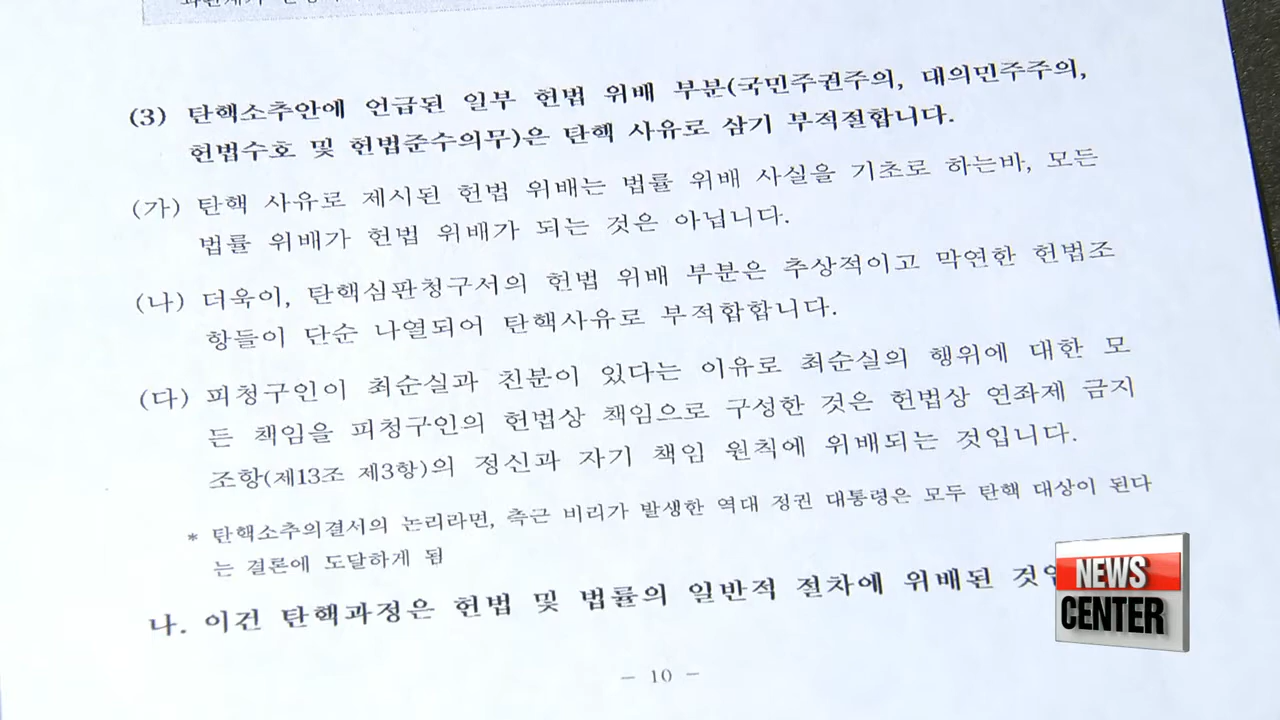 (3) 탄핵소추안에 언급된 일부 헌법 위배 부분(국민주권주의, 대의민주주의,
헌법수호 및 헌법준수의무)은 탄핵 사유로 삼기 부적절합니다.
(가) 탄핵 사유로 제시된 헌법 위배는 법률 위배 사실을 기초로 하는바, 모든
법률 위배가 헌법 위배가 되는 것은 아닙니다.
(나) 더욱이, 탄핵심판청구서의 헌법 위배 부분은 추상적이고 막연한 헌법조
항들이 단순 나열되어 탄핵사유로 부적합합니다.
(다) 피청구인이 최순실과 친분이 있다는 이유로 최순실의 행위에 대한 모
든 책임을 피청구인의 헌법상 책임으로 구성한 것은 헌법상 연좌제 금지
조항(제13조 제3항)의 정신과 자기 책임 원칙에 위배되는 것입니다.
* 탄핵소추의결서의 논리라면, 측근 비리가 발생한 역대 정권 대통령은 모두 탄핵 대상이 된다
는 결론에 도달하게 됨
나. 이건 탄핵과정은 헌법 및 법률의 일반적 절차에 위배된
- 10 -
NEWS
CENTER